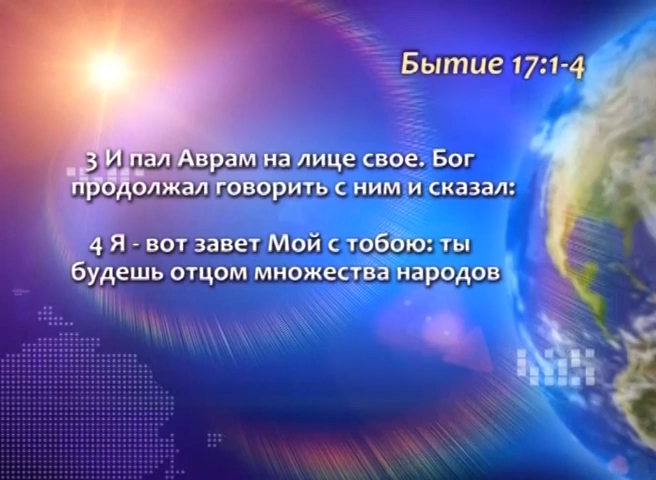 Бытие 17:1-4
3 И пал Аврам на лице свое. Бог
продолжал говорить с ним и сказал:
4 Я - вот завет Мой с тобою: ты
будешь отцом множества народов